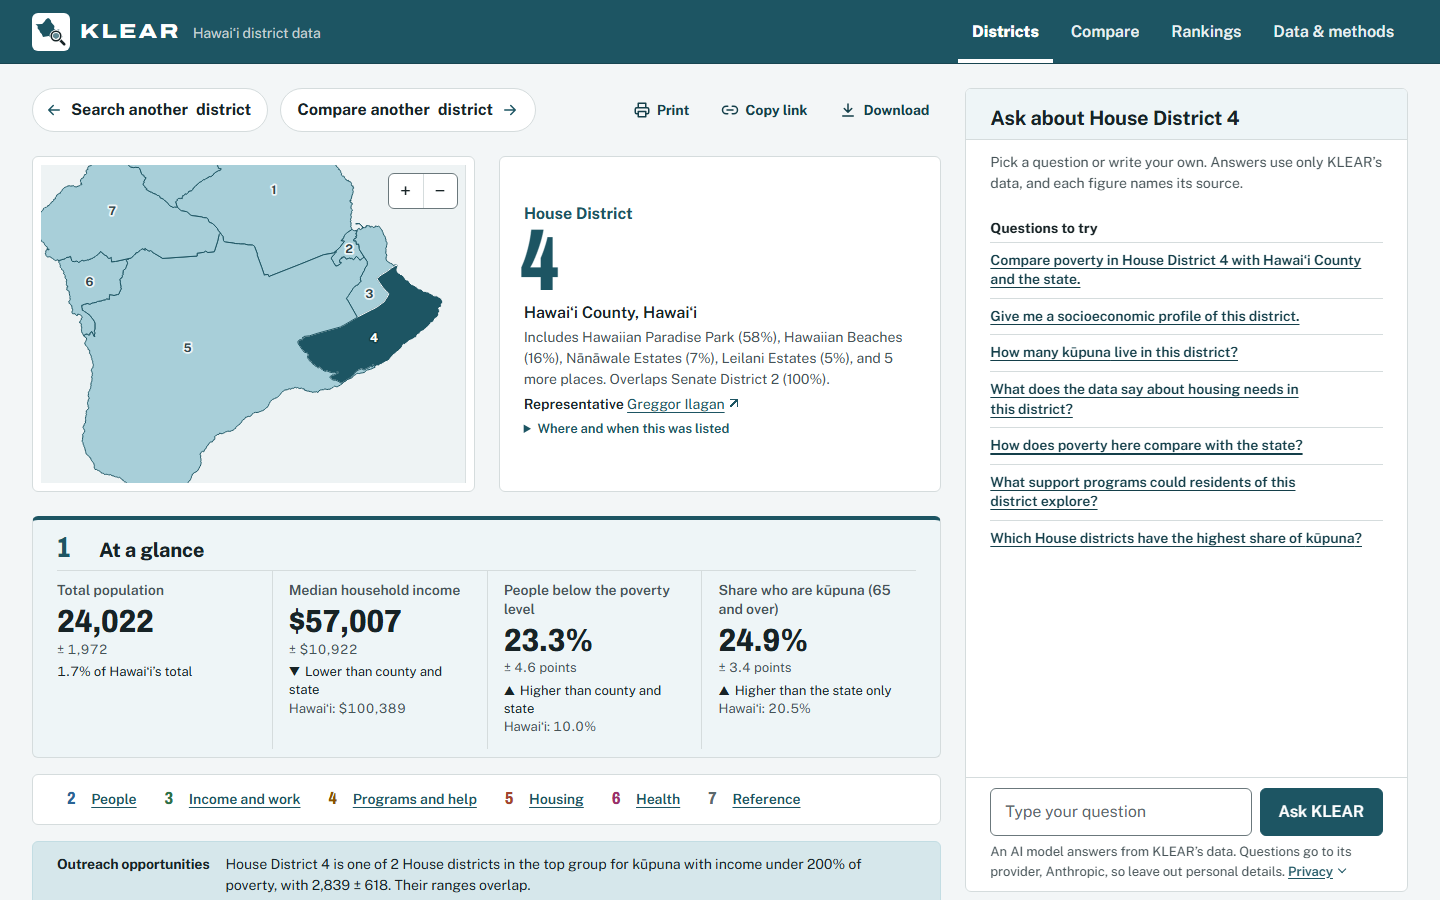 KLEAR
Hawaiʻi district data
Districts
Compare
Rankings
Data & methods
← Search another district
Compare another district →
Print
Copy link
Download
1
7
2
6
3
5
4
+
−
House District
4
Hawaiʻi County, Hawaiʻi
Includes Hawaiian Paradise Park (58%), Hawaiian Beaches
(16%), Nānāwale Estates (7%), Leilani Estates (5%), and 5
more places. Overlaps Senate District 2 (100%).
Representative Greggor Ilagan
Where and when this was listed
1 At a glance
Total population
24,022
± 1,972
1.7% of Hawaiʻi’s total
Median household income
$57,007
± $10,922
▼ Lower than county and
state
Hawaiʻi: $100,389
People below the poverty
level
23.3%
± 4.6 points
▲ Higher than county and
state
Hawaiʻi: 10.0%
Share who are kūpuna (65
and over)
24.9%
± 3.4 points
▲ Higher than the state only
Hawaiʻi: 20.5%
2 People
3 Income and work
4 Programs and help
5 Housing
6 Health
7 Reference
Outreach opportunities
House District 4 is one of 2 House districts in the top group for kūpuna with income under 200% of
poverty, with 2,839 ± 618. Their ranges overlap.
Ask about House District 4
Pick a question or write your own. Answers use only KLEAR’s
data, and each figure names its source.
Questions to try
Compare poverty in House District 4 with Hawaiʻi County
and the state.
Give me a socioeconomic profile of this district.
How many kūpuna live in this district?
What does the data say about housing needs in
this district?
How does poverty here compare with the state?
What support programs could residents of this
district explore?
Which House districts have the highest share of kūpuna?
Type your question
Ask KLEAR
An AI model answers from KLEAR’s data. Questions go to its
provider, Anthropic, so leave out personal details. Privacy